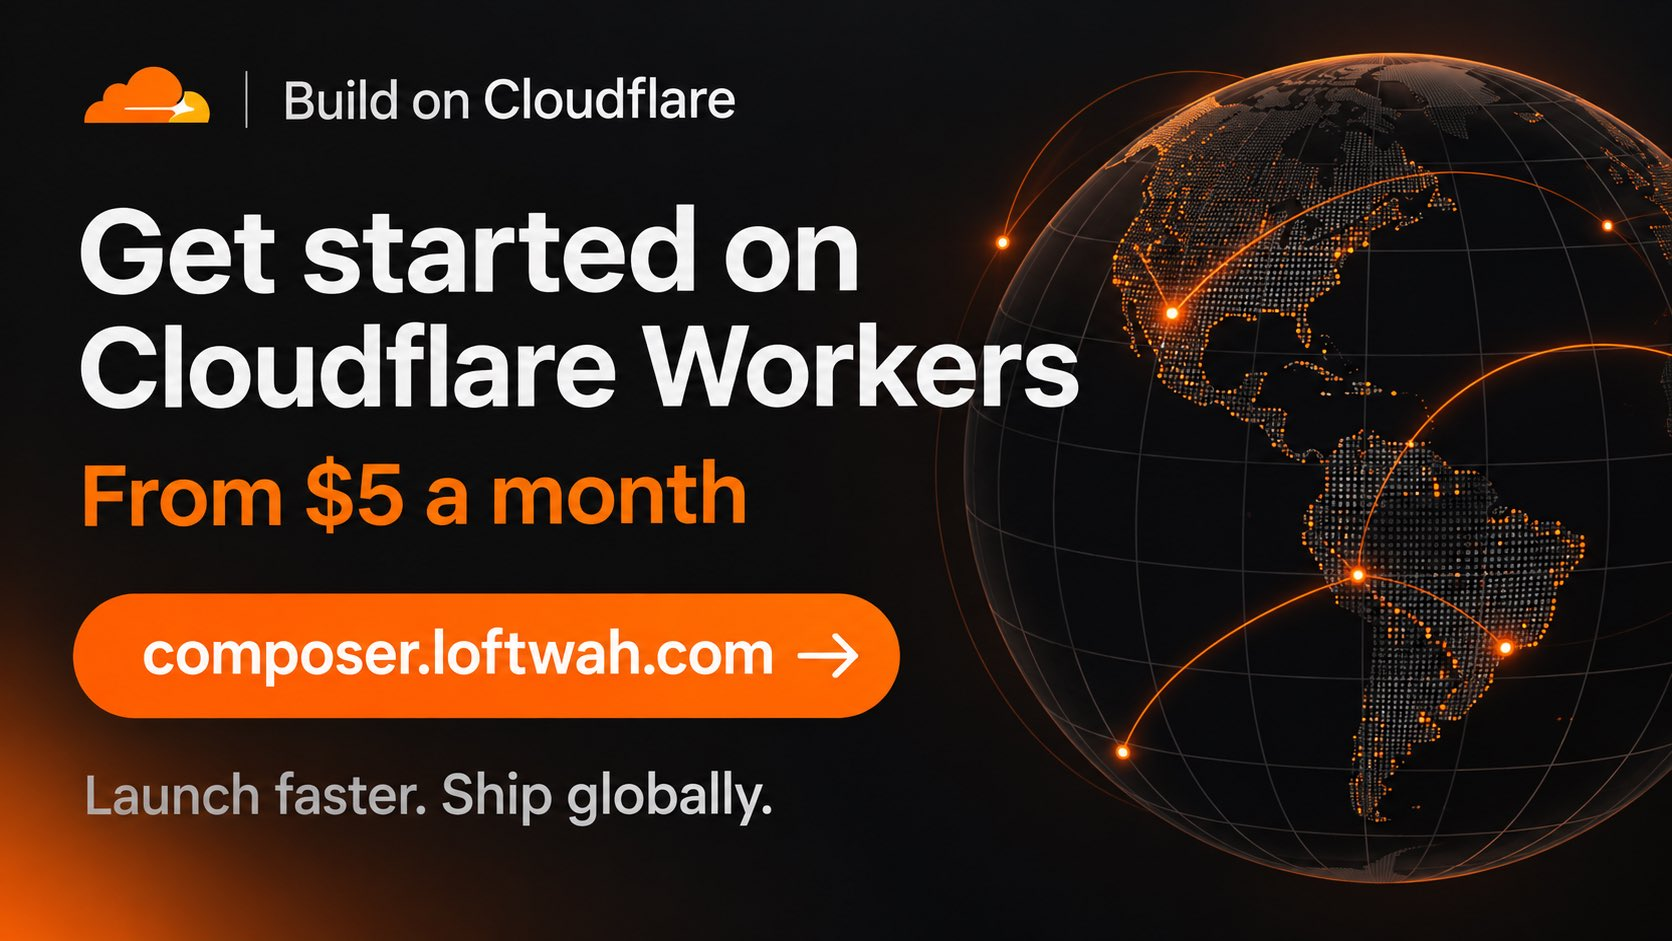 Build on Cloudflare
Get started on
Cloudflare Workers
From $5 a month
composer.loftwah.com →
Launch faster. Ship globally.